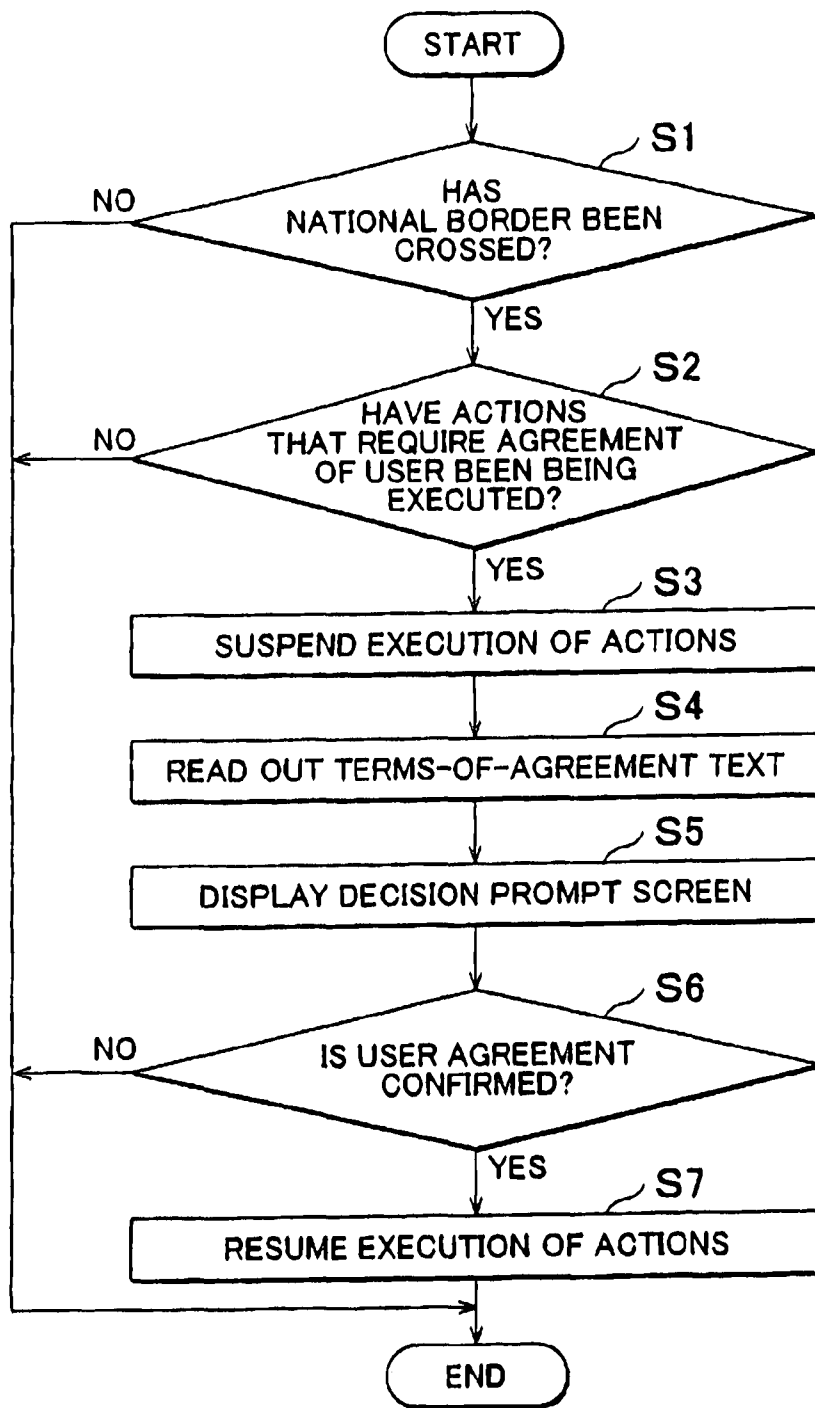 START
S1
NO
HAS
NATIONAL BORDER BEEN
CROSSED?
YES
S2
NO
HAVE ACTIONS
THAT REQUIRE AGREEMENT
OF USER BEEN BEING
EXECUTED?
YES
S3
SUSPEND EXECUTION OF ACTIONS
S4
READ OUT TERMS-OF-AGREEMENT TEXT
S5
DISPLAY DECISION PROMPT SCREEN
S6
NO
IS USER AGREEMENT
CONFIRMED?
YES
S7
RESUME EXECUTION OF ACTIONS
END